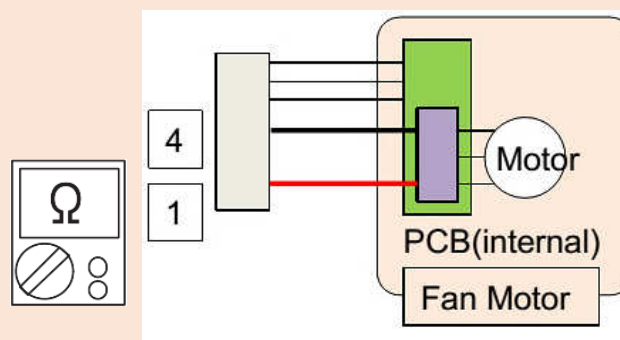 4
Ω
1
Motor
PCB(internal)
Fan Motor